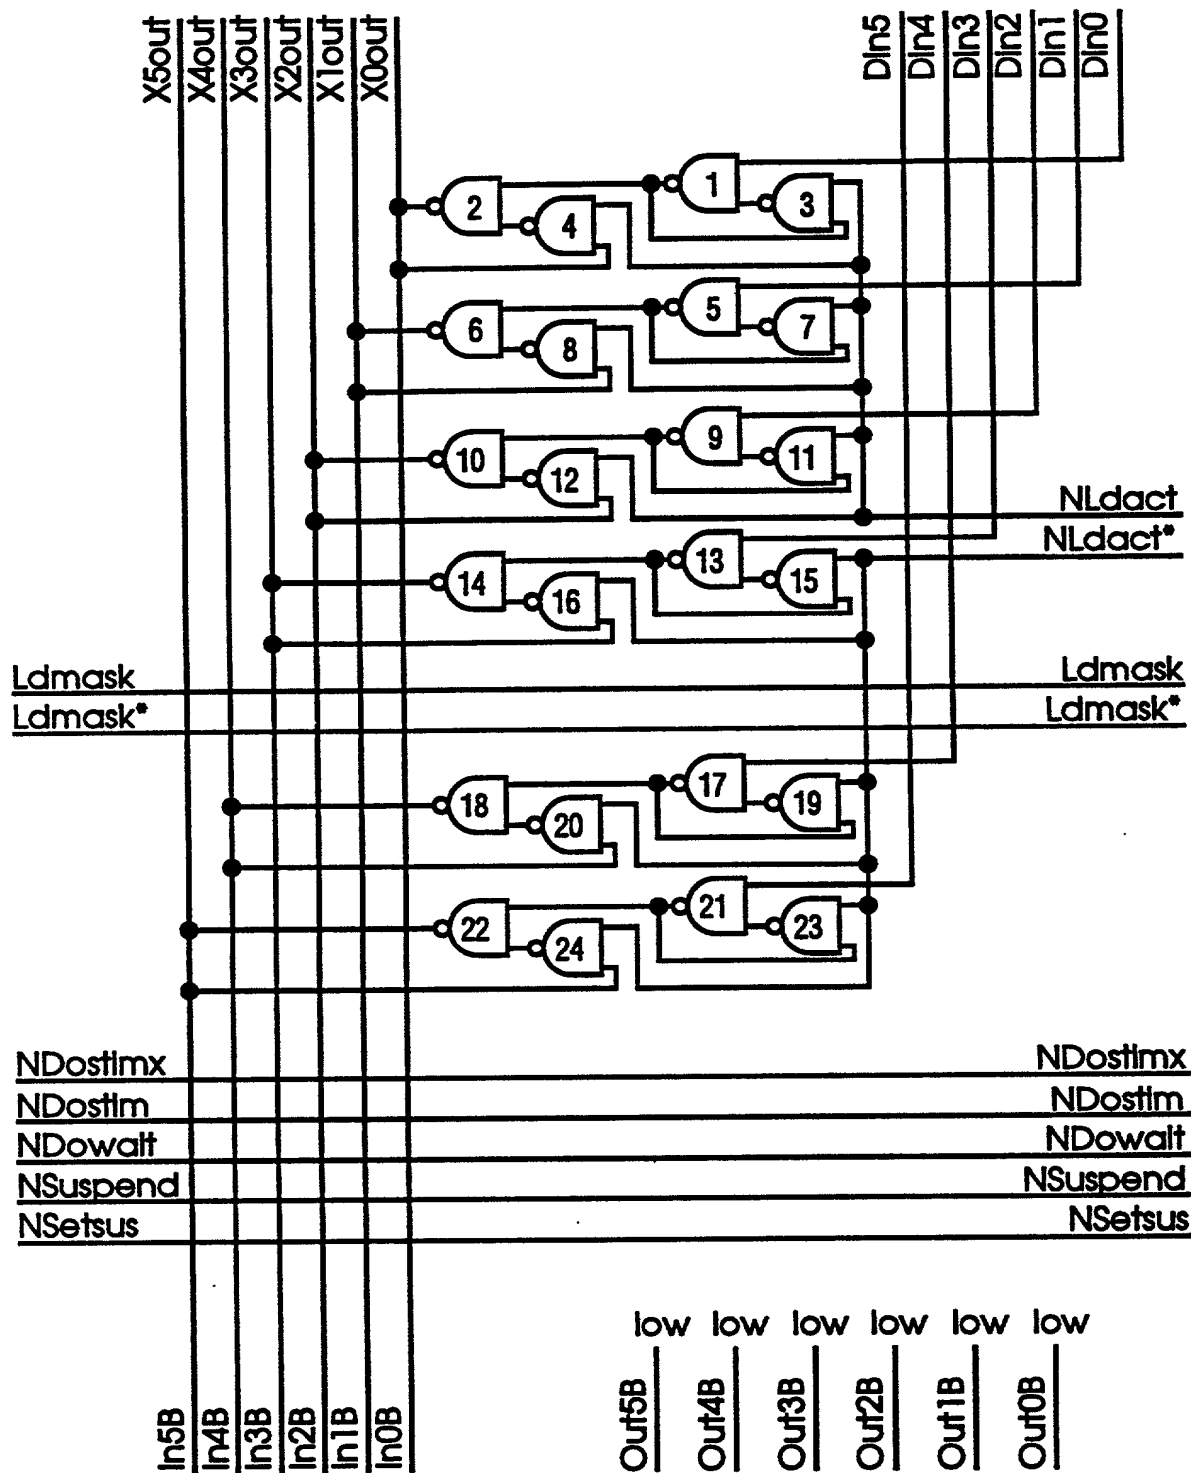 X5out
X4out
X3out
X2out
X1out
X0out
Din5
Din4
Din3
Din2
Din1
Din0
1
2
3
4
5
6
7
8
9
10
11
12
NLdact
NLdact*
13
14
15
16
Ldmask
Ldmask
Ldmask*
Ldmask*
17
18
19
20
21
22
23
24
NDostimx
NDostimx
NDostim
NDostim
NDowait
NDowait
NSuspend
NSuspend
NSetsus
NSetsus
low low low low low low
In5B
In4B
In3B
In2B
In1B
In0B
Out5B
Out4B
Out3B
Out2B
Out1B
Out0B